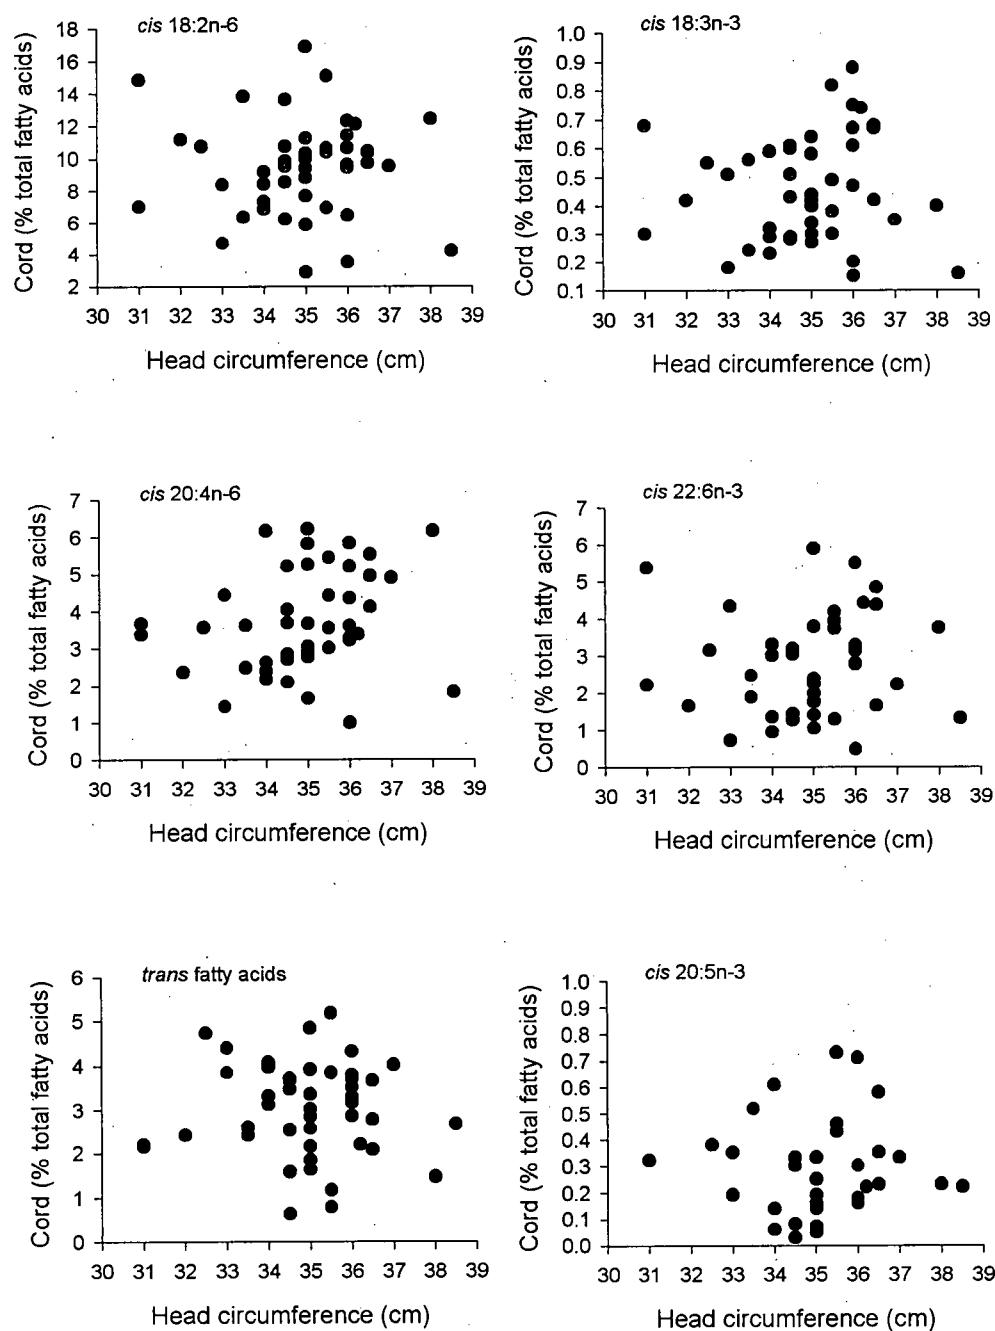 cis 18:2n-6
18
16
14
12
10
8
6
4
2
Cord (% total fatty acids)
30 31 32 33 34 35 36 37 38 39
Head circumference (cm)
cis 18:3n-3
1.0
0.9
0.8
0.7
0.6
0.5
0.4
0.3
0.2
0.1
Cord (% total fatty acids)
30 31 32 33 34 35 36 37 38 39
Head circumference (cm)
cis 20:4n-6
7
6
5
4
3
2
1
0
Cord (% total fatty acids)
30 31 32 33 34 35 36 37 38 39
Head circumference (cm)
cis 22:6n-3
7
6
5
4
3
2
1
0
Cord (% total fatty acids)
30 31 32 33 34 35 36 37 38 39
Head circumference (cm)
trans fatty acids
6
5
4
3
2
1
0
Cord (% total fatty acids)
30 31 32 33 34 35 36 37 38 39
Head circumference (cm)
cis 20:5n-3
1.0
0.9
0.8
0.7
0.6
0.5
0.4
0.3
0.2
0.1
0.0
Cord (% total fatty acids)
30 31 32 33 34 35 36 37 38 39
Head circumference (cm)